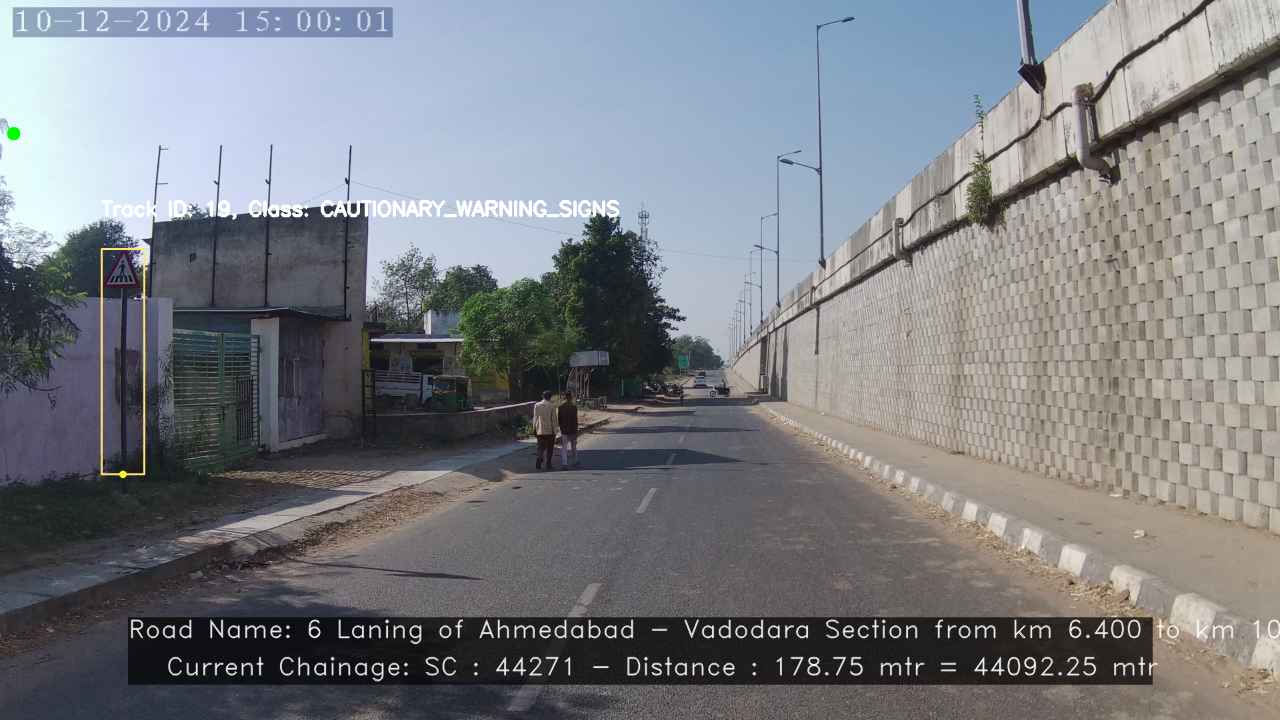 10-12-2024 15:00:01
Track ID: 19, Class: CAUTIONARY_WARNING_SIGNS
Road Name: 6 Laning of Ahmedabad - Vadodara Section from km 6.400 to km 10
Current Chainage: SC : 44271 - Distance : 178.75 mtr = 44092.25 mtr